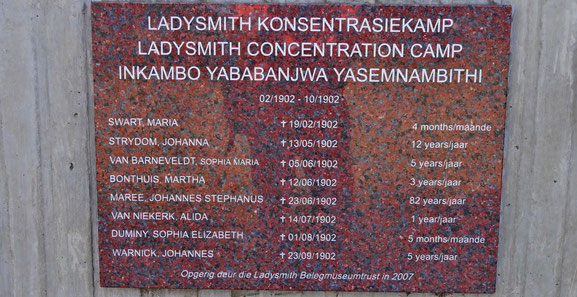 LADYSMITH KONSENTRASIEKAMP
LADYSMITH CONCENTRATION CAMP
INKAMBO YABABANJWA YASEMNAMBITHI
02/1902 - 10/1902
SWART, MARIA ✝ 19/02/1902 4 months/maande
STRYDOM, JOHANNA ✝ 13/05/1902 12 years/jaar
VAN BARNEVELDT, SOPHIA MARIA ✝ 05/06/1902 5 years/jaar
BONTHUIS, MARTHA ✝ 12/06/1902 3 years/jaar
MAREE, JOHANNES STEPHANUS ✝ 23/06/1902 82 years/jaar
VAN NIEKERK, ALIDA ✝ 14/07/1902 1 year/jaar
DUMINY, SOPHIA ELIZABETH ✝ 01/08/1902 5 months/maande
WARNICK, JOHANNES ✝ 23/09/1902 5 years/jaar
Opgerig deur die Ladysmith Belegmuseumtrust in 2007